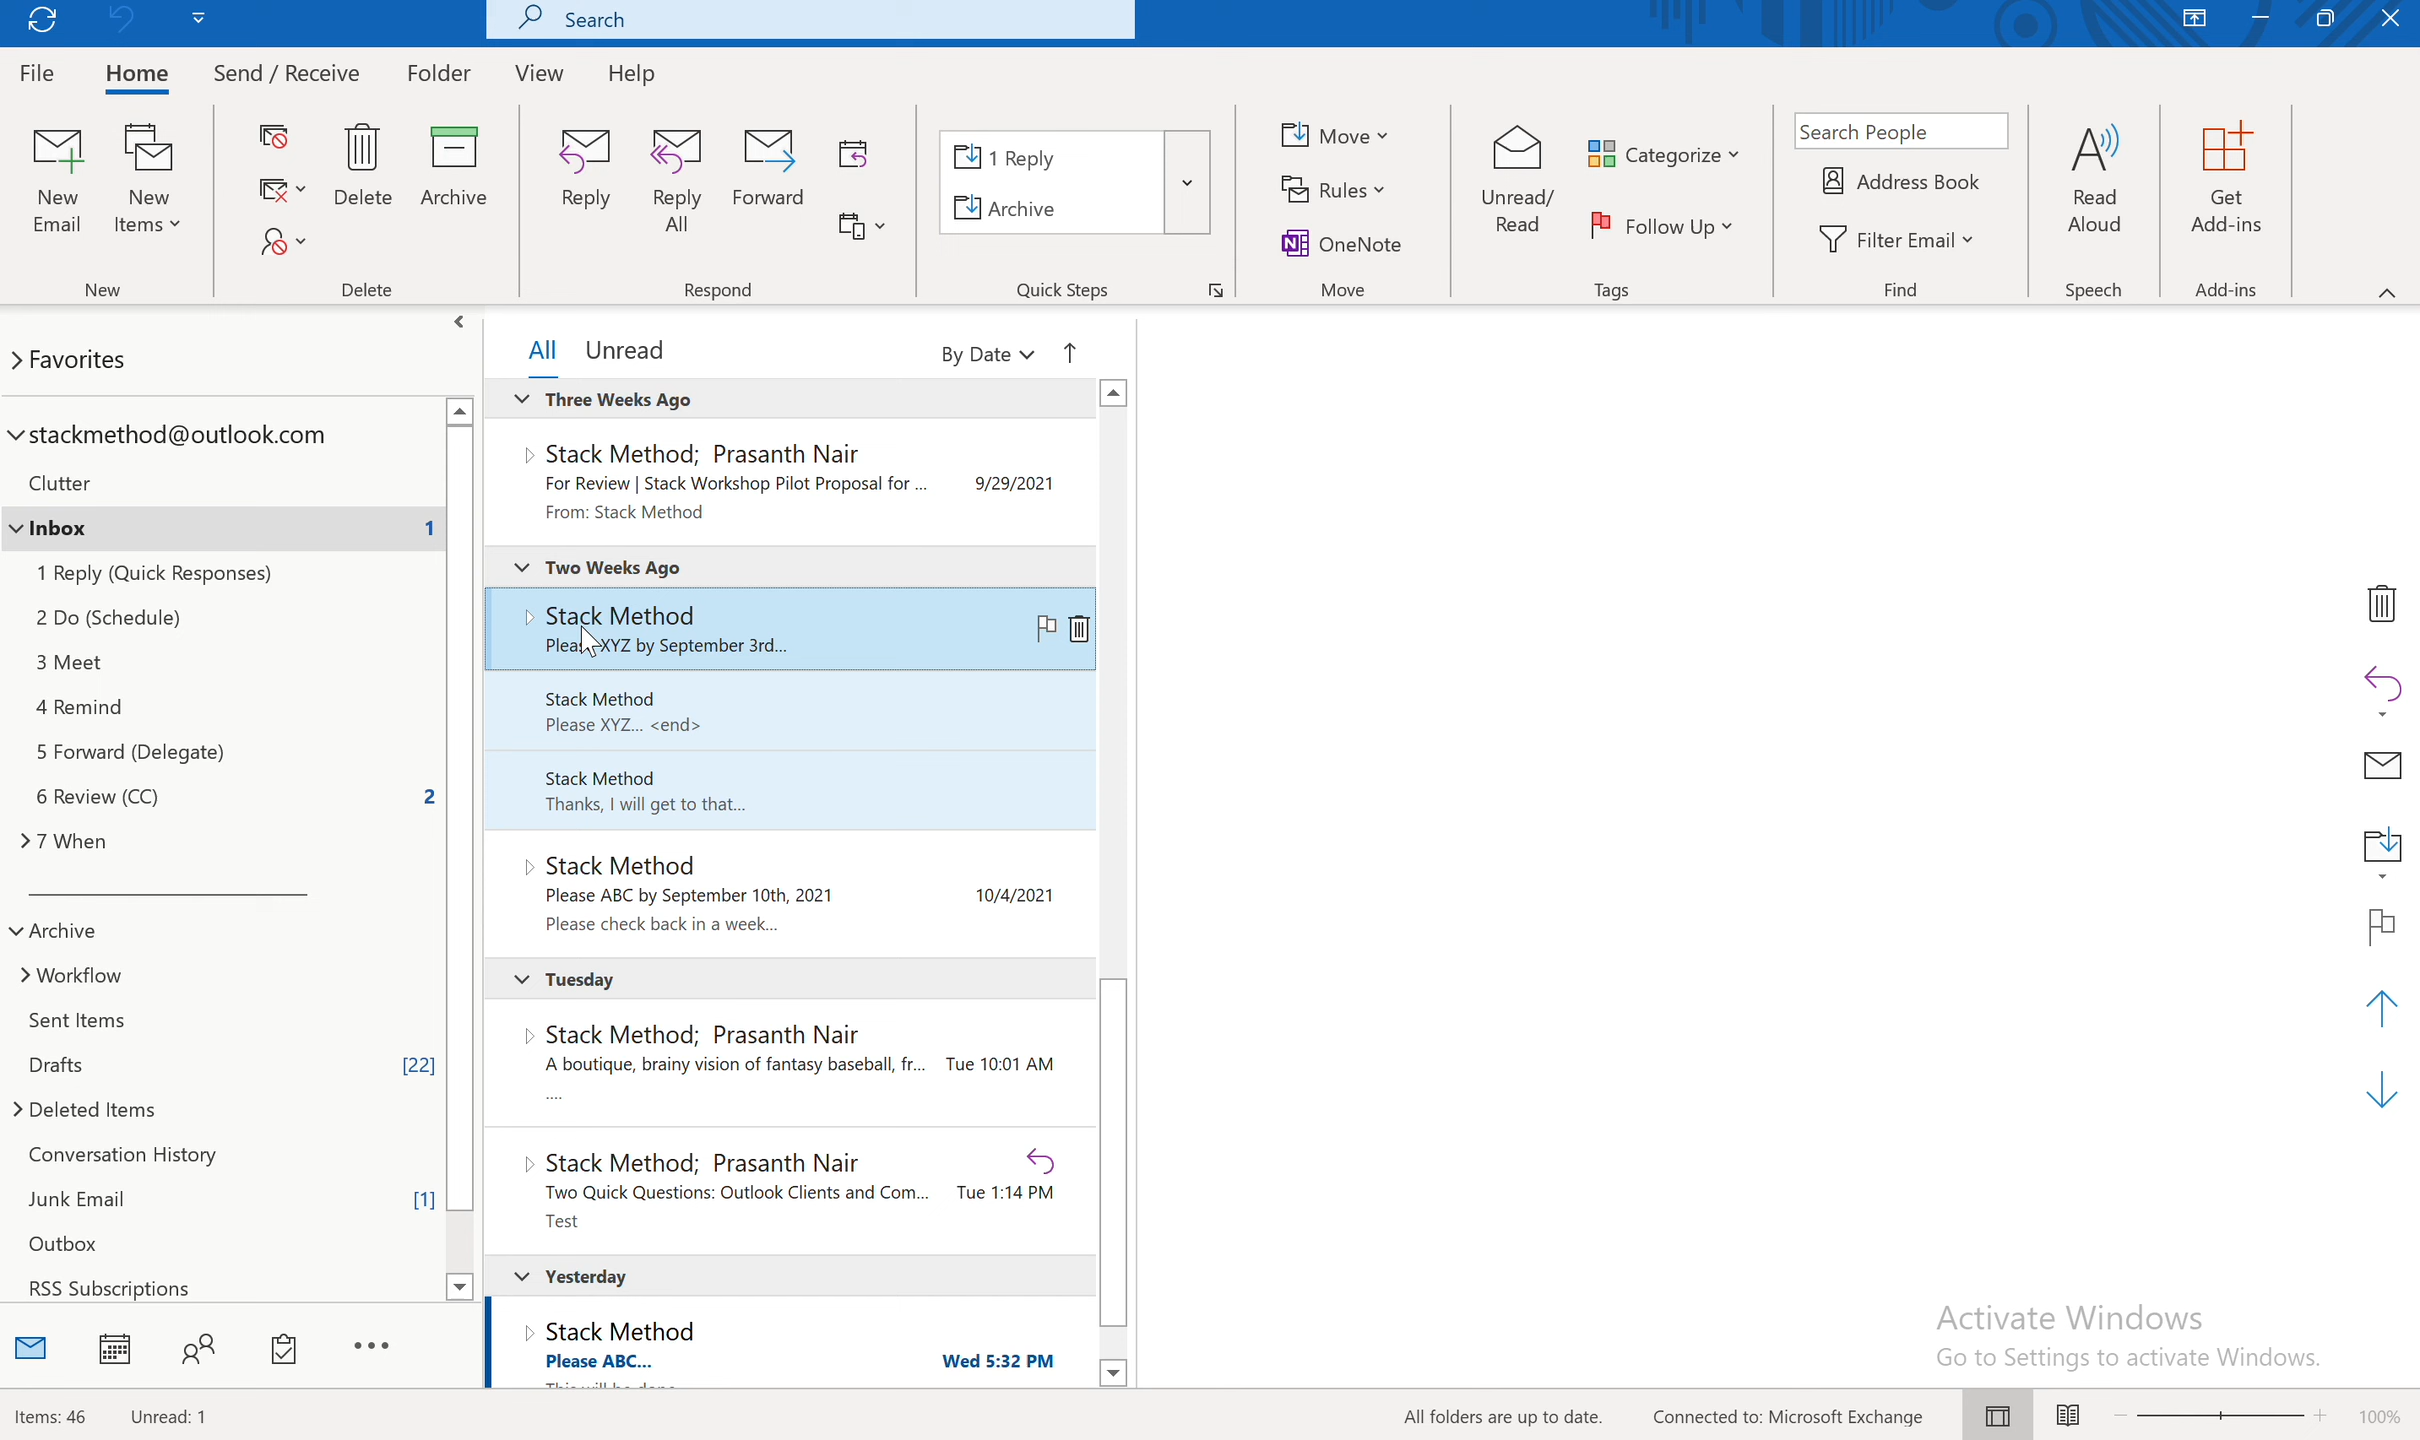 Search
File Home Send / Receive Folder View Help
New Email
New Items
Delete
Archive
Reply
Reply All
Forward
1 Reply
Archive
Move
Rules
OneNote
Unread/ Read
Categorize
Follow Up
Search People
Address Book
Filter Email
Read Aloud
Get Add-ins
New
Delete
Respond
Quick Steps
Move
Tags
Find
Speech
Add-ins
Favorites
stackmethod@outlook.com
Clutter
Inbox 1
1 Reply (Quick Responses)
2 Do (Schedule)
3 Meet
4 Remind
5 Forward (Delegate)
6 Review (CC) 2
7 When
Archive
Workflow
Sent Items
Drafts [22]
Deleted Items
Conversation History
Junk Email [1]
Outbox
RSS Subscriptions
All Unread By Date
Three Weeks Ago
Stack Method; Prasanth Nair
For Review | Stack Workshop Pilot Proposal for ... 9/29/2021
From: Stack Method
Two Weeks Ago
Stack Method
XYZ by September 3rd...
Stack Method
Please XYZ... <end>
Stack Method
Thanks, I will get to that...
Stack Method
Please ABC by September 10th, 2021 10/4/2021
Please check back in a week...
Tuesday
Stack Method; Prasanth Nair
A boutique, brainy vision of fantasy baseball, fr... Tue 10:01 AM
....
Stack Method; Prasanth Nair
Two Quick Questions: Outlook Clients and Com... Tue 1:14 PM
Test
Yesterday
Stack Method
Please ABC... Wed 5:32 PM
Activate Windows
Go to Settings to activate Windows.
Items: 46 Unread: 1 All folders are up to date. Connected to: Microsoft Exchange 100%